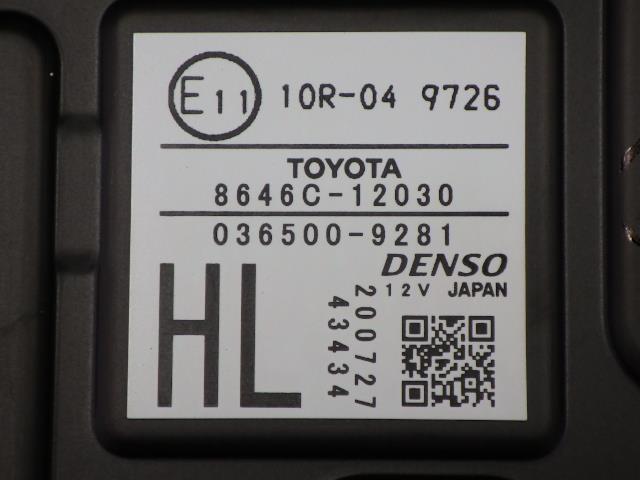 E11 10R-04 9726
TOYOTA
8646C-12030
036500-9281
DENSO
12V JAPAN
HL
200727
43434